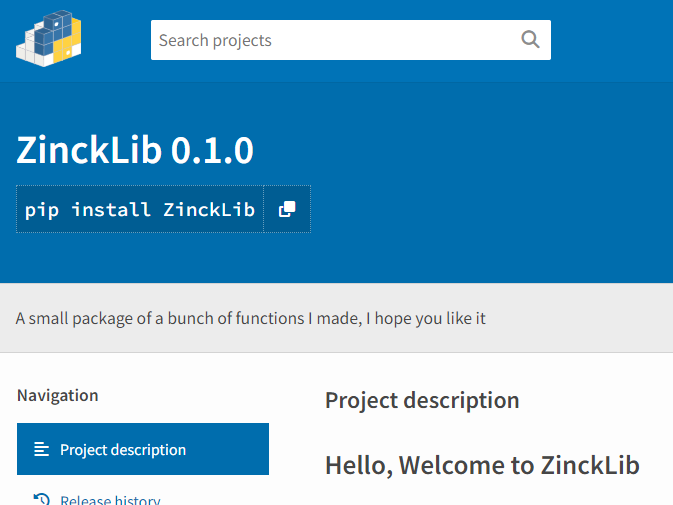 Search projects
ZinckLib 0.1.0
pip install ZinckLib
A small package of a bunch of functions I made, I hope you like it
Navigation
Project description
Release history
Project description
Hello, Welcome to ZinckLib